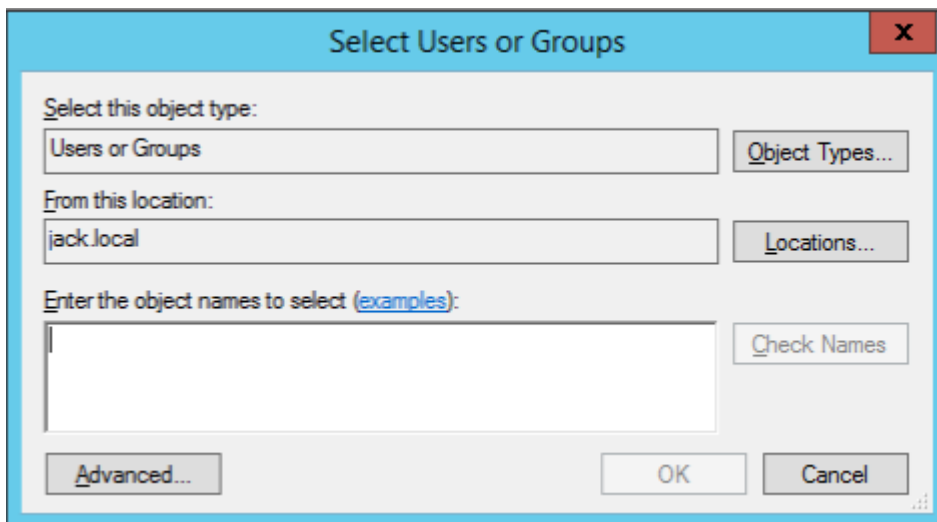 Select Users or Groups
x
Select this object type:
Users or Groups
Object Types...
From this location:
jack.local
Locations...
Enter the object names to select (examples):
Check Names
Advanced...
OK
Cancel